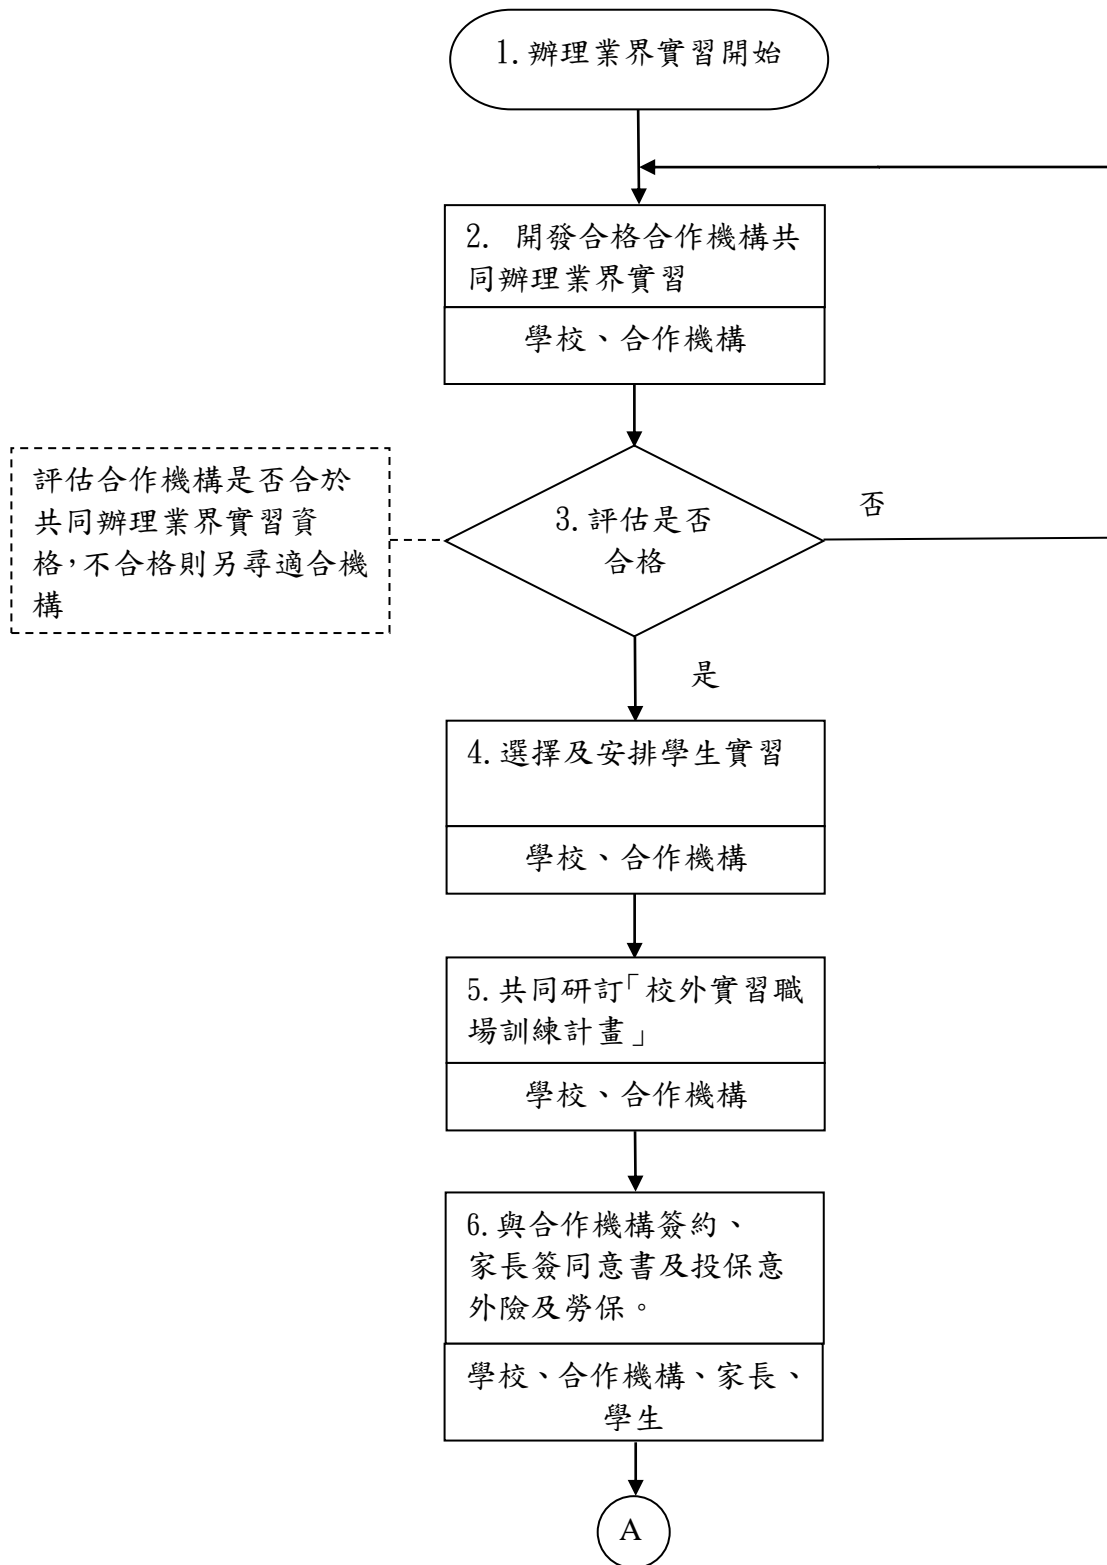 1.辦理業界實習開始
2. 開發合格合作機構共
同辦理業界實習
學校、合作機構
評估合作機構是否合於
共同辦理業界實習資
格,不合格則另尋適合機
構
3.評估是否
合格
否
是
4.選擇及安排學生實習
學校、合作機構
5.共同研訂「校外實習職
場訓練計畫」
學校、合作機構
6.與合作機構簽約、
家長簽同意書及投保意
外險及勞保。
學校、合作機構、家長、
學生
A